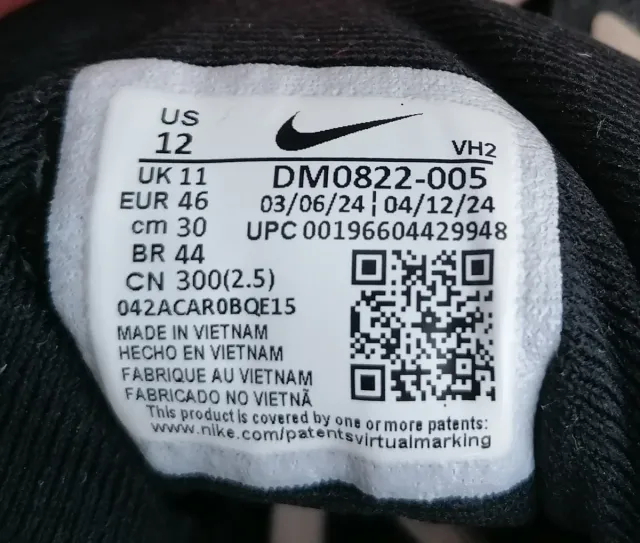 US
12
VH2
UK 11
DM0822-005
EUR 46
03/06/24 | 04/12/24
cm 30
UPC 00196604429948
BR 44
CN 300(2.5)
042ACAR0BQE15
MADE IN VIETNAM
HECHO EN VIETNAM
FABRIQUE AU VIETNAM
FABRICADO NO VIETNÃ
This product is covered by one or more patents:
www.nike.com/patentsvirtualmarking